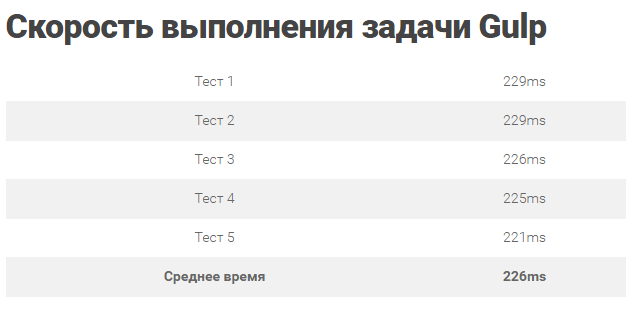 Скорость выполнения задачи Gulp
Тест 1 229ms
Тест 2 229ms
Тест 3 226ms
Тест 4 225ms
Тест 5 221ms
Среднее время 226ms